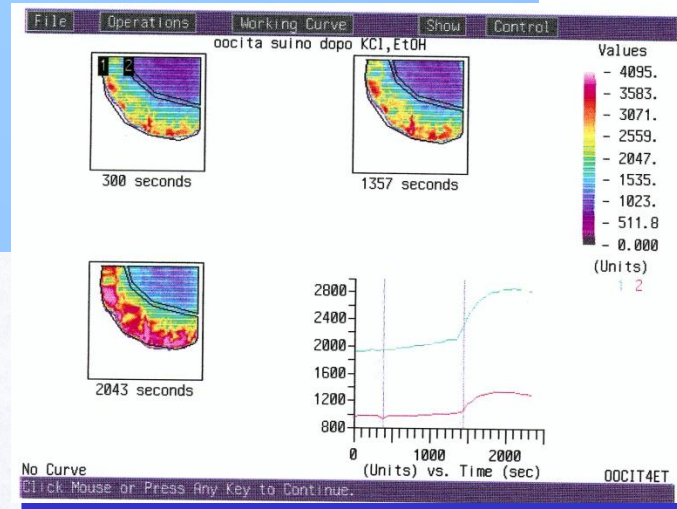 File Operations Working Curve Show Control
oocita suino dopo KCl,EtOH
Values
4095.
3583.
3071.
2559.
2047.
1535.
1023.
511.8
0.000
(Units)
1 2
1 2
300 seconds
1357 seconds
2043 seconds
2800
2400
2000
1600
1200
800
0 1000 2000
(Units) vs. Time (sec)
No Curve
OOCIT4ET
Click Mouse or Press Any Key to Continue.